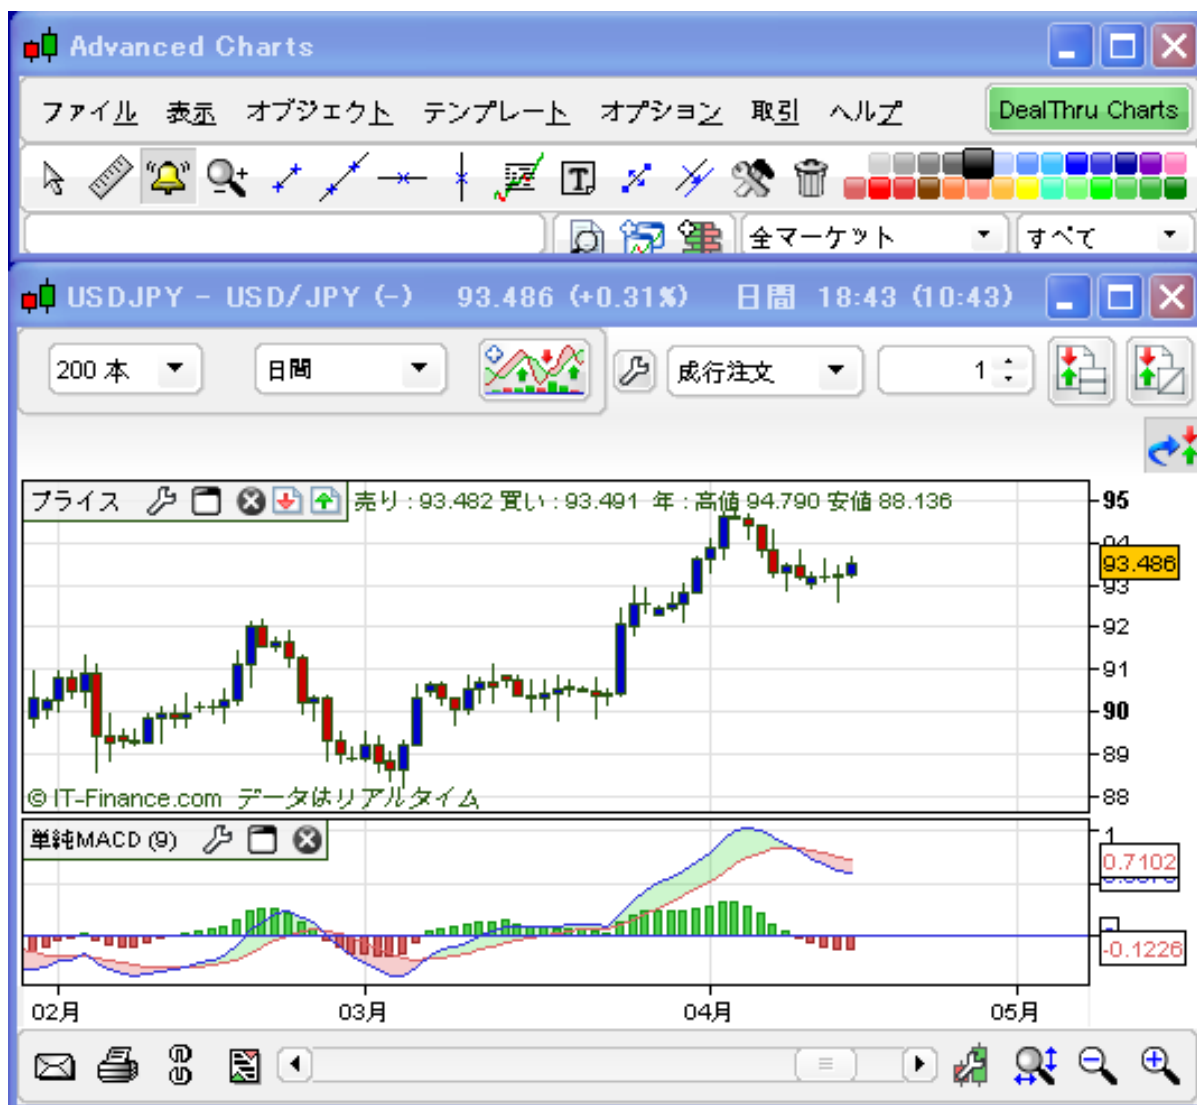 Advanced Charts
ファイル 表示 オブジェクト テンプレート オプション 取引 ヘルプ DealThru Charts
全マーケット すべて
USDJPY - USD/JPY (-) 93.486 (+0.31%) 日間 18:43 (10:43)
200 本 日間 成行注文 1
プライス 売り : 93.482 買い : 93.491 年 : 高値 94.790 安値 88.136
95
94
93.486
93
92
91
90
89
88
© IT-Finance.com データはリアルタイム
単純MACD (9)
1
0.7102
-0.1226
02月 03月 04月 05月